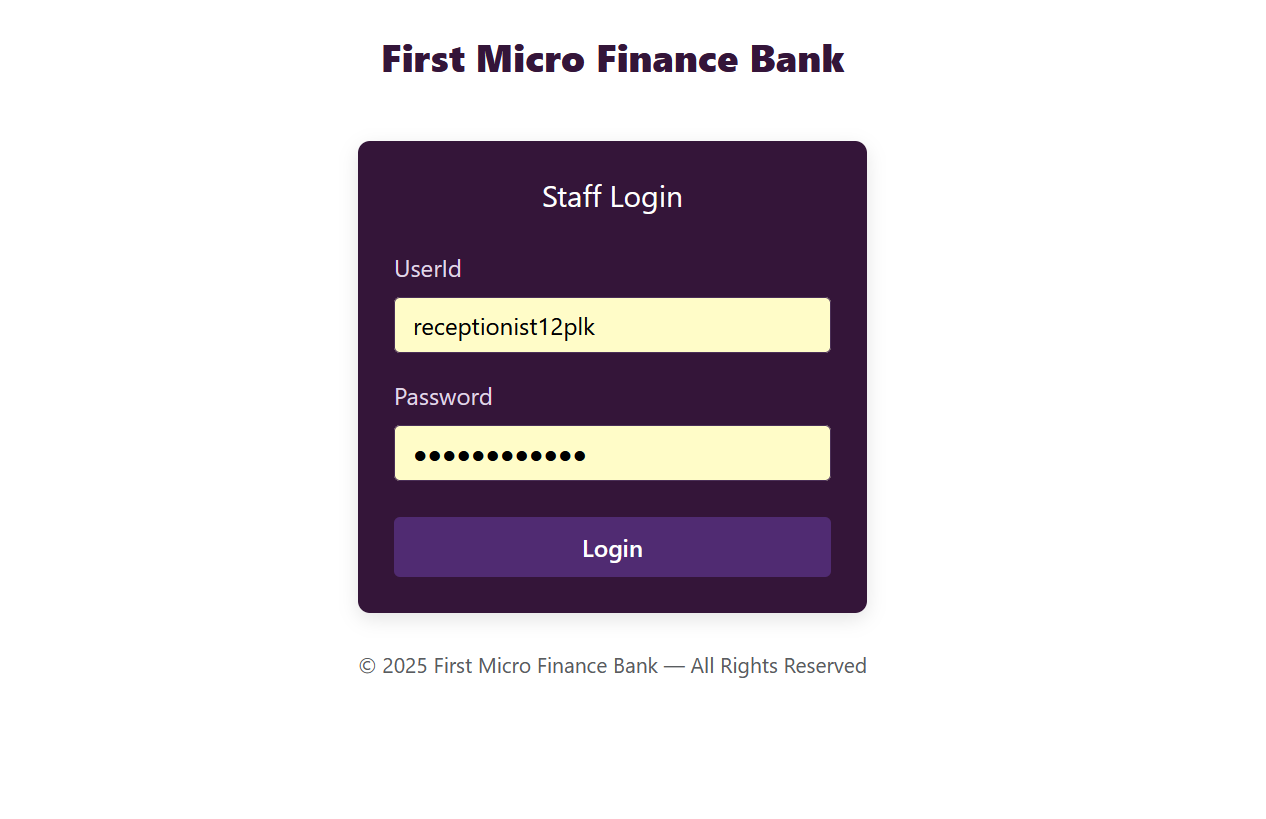 First Micro Finance Bank
Staff Login
UserId
receptionist12plk
Password
●●●●●●●●●●●●
Login
© 2025 First Micro Finance Bank — All Rights Reserved